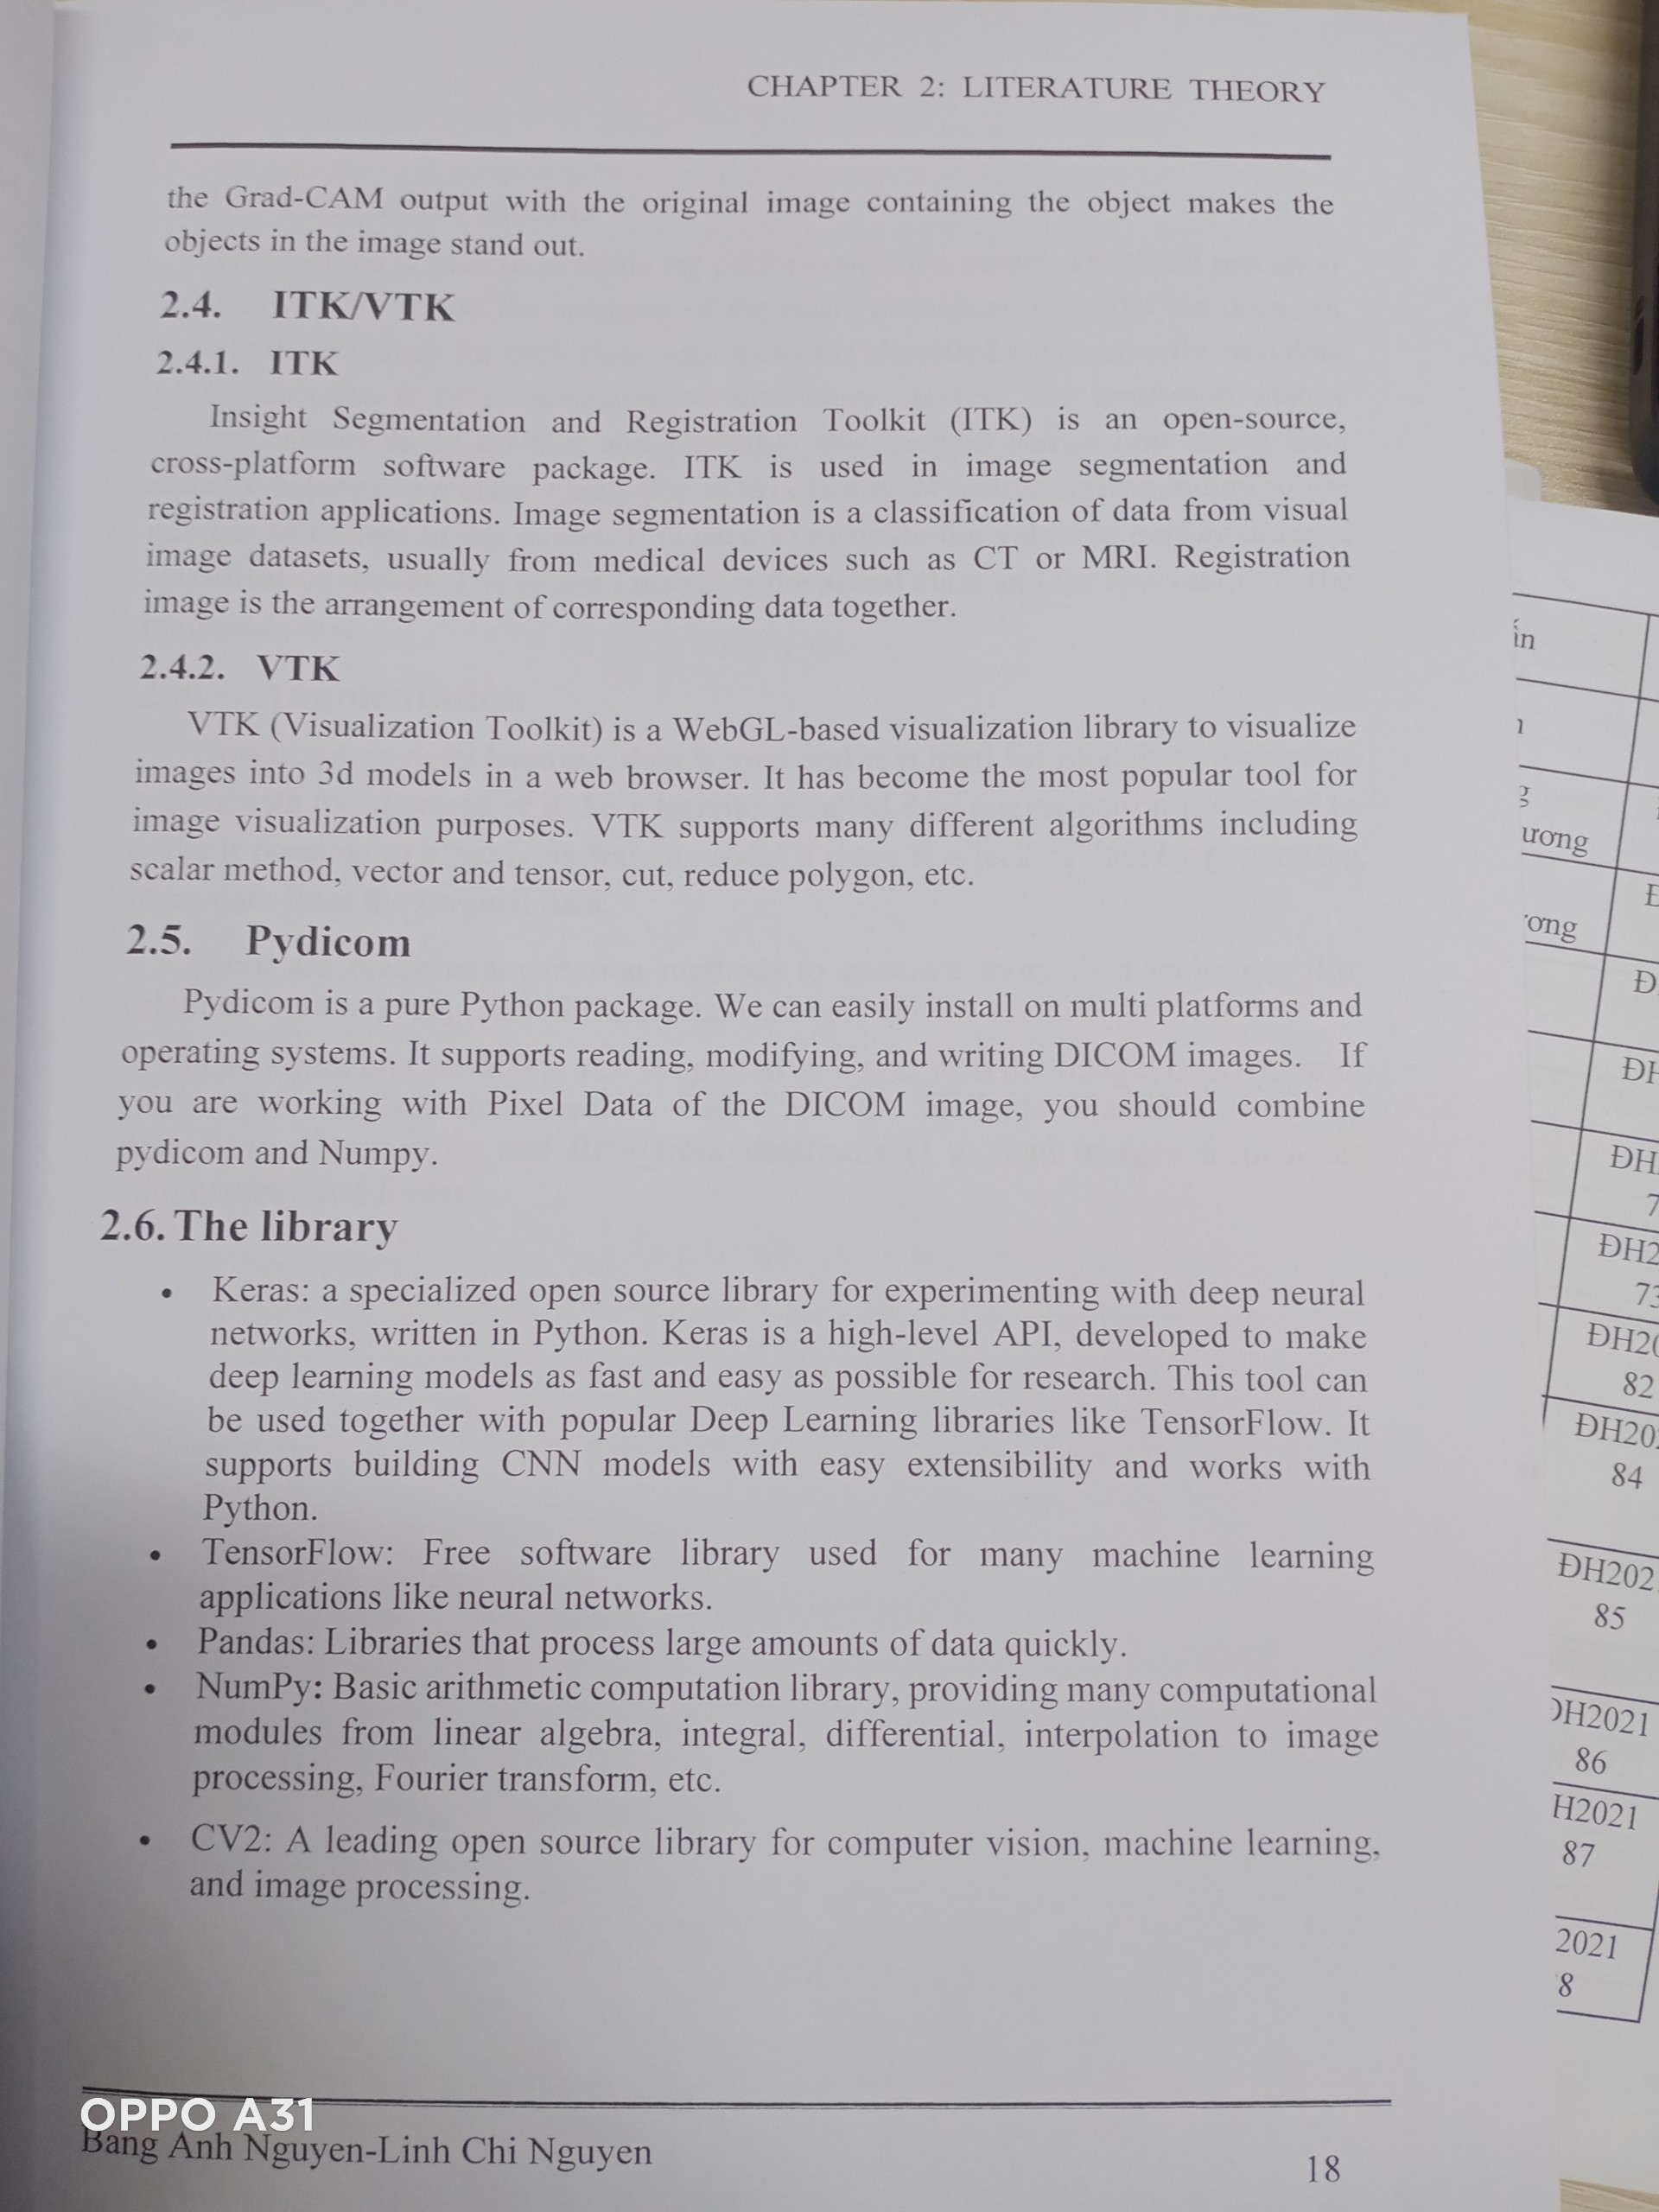 CHAPTER 2: LITERATURE THEORY
the Grad-CAM output with the original image containing the object makes the
objects in the image stand out.
2.4. ITK/VTK
2.4.1. ITK
Insight Segmentation and Registration Toolkit (ITK) is an open-source,
cross-platform software package. ITK is used in image segmentation and
registration applications. Image segmentation is a classification of data from visual
image datasets, usually from medical devices such as CT or MRI. Registration
image is the arrangement of corresponding data together.
2.4.2. VTK
VTK (Visualization Toolkit) is a WebGL-based visualization library to visualize
images into 3d models in a web browser. It has become the most popular tool for
image visualization purposes. VTK supports many different algorithms including
scalar method, vector and tensor, cut, reduce polygon, etc.
2.5. Pydicom
Pydicom is a pure Python package. We can easily install on multi platforms and
operating systems. It supports reading, modifying, and writing DICOM images. If
you are working with Pixel Data of the DICOM image, you should combine
pydicom and Numpy.
2.6. The library
• Keras: a specialized open source library for experimenting with deep neural
networks, written in Python. Keras is a high-level API, developed to make
deep learning models as fast and easy as possible for research. This tool can
be used together with popular Deep Learning libraries like TensorFlow. It
supports building CNN models with easy extensibility and works with
Python.
• TensorFlow: Free software library used for many machine learning
applications like neural networks.
• Pandas: Libraries that process large amounts of data quickly.
• NumPy: Basic arithmetic computation library, providing many computational
modules from linear algebra, integral, differential, interpolation to image
processing, Fourier transform, etc.
• CV2: A leading open source library for computer vision, machine learning,
and image processing.
OPPO A31
Bang Anh Nguyen-Linh Chi Nguyen
18
ương
ĐH2
73
82
ĐH20
84
ĐH202
85
H2021
86
H2021
87
2021
8